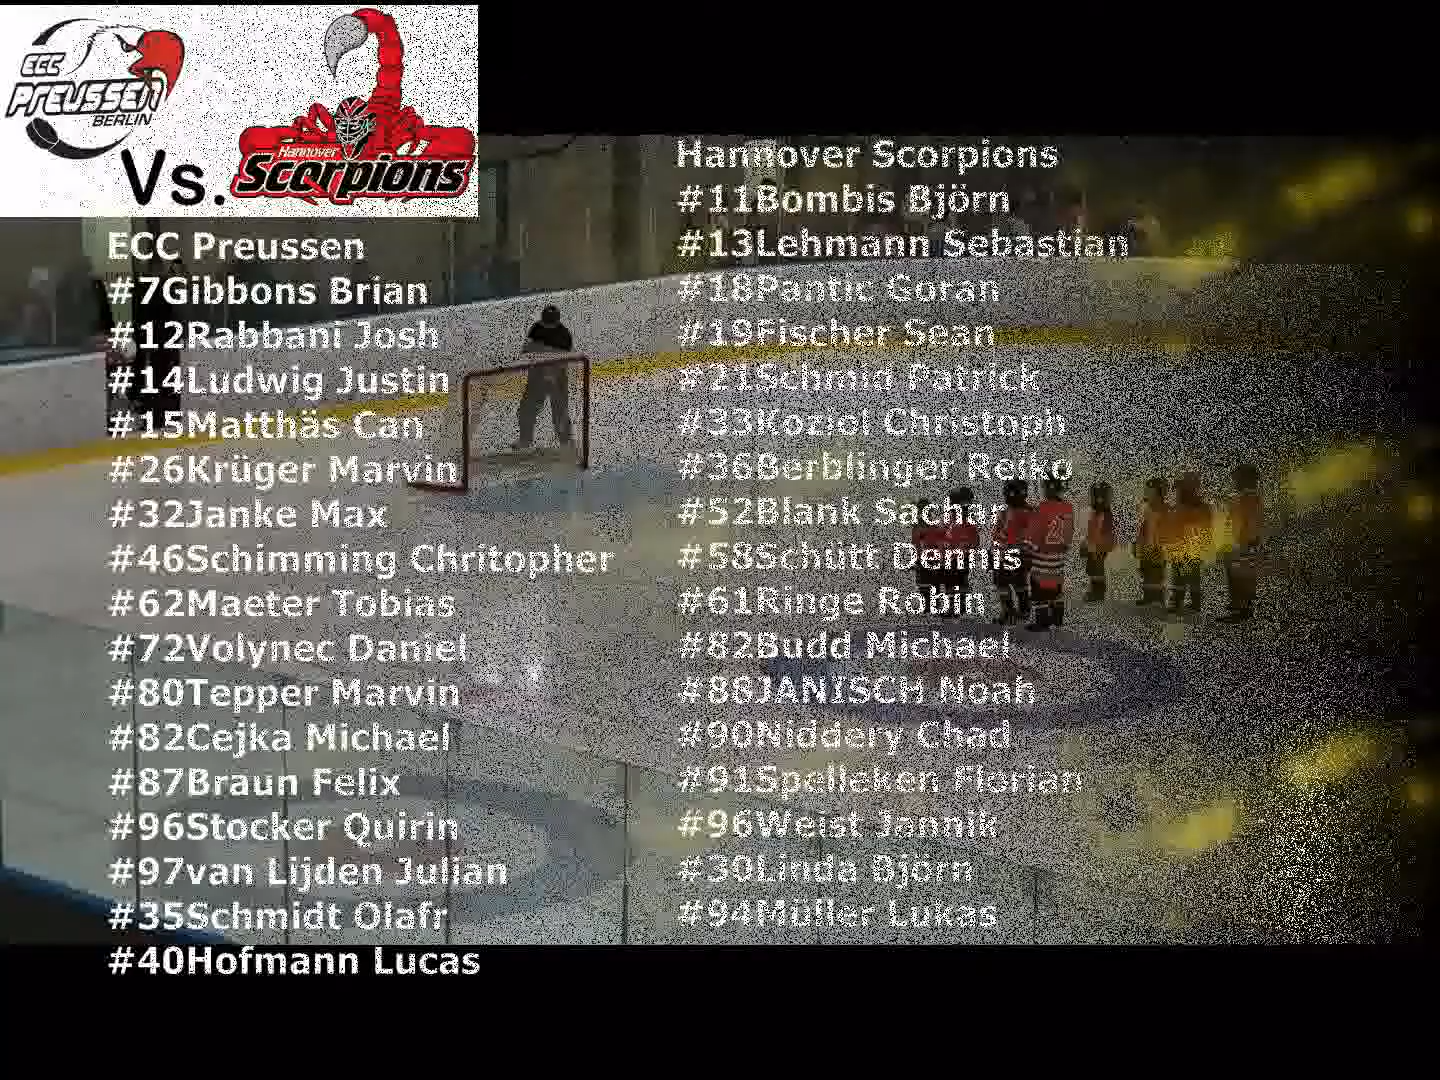 ECC
PREUSSEN
BERLIN
Vs.
Hannover
Scorpions
ECC Preussen
#7Gibbons Brian
#12Rabbani Josh
#14Ludwig Justin
#15Matthäs Can
#26Krüger Marvin
#32Janke Max
#46Schimming Chritopher
#62Maeter Tobias
#72Volynec Daniel
#80Tepper Marvin
#82Cejka Michael
#87Braun Felix
#96Stocker Quirin
#97van Lijden Julian
#35Schmidt Olafr
#40Hofmann Lucas
Hannover Scorpions
#11Bombis Björn
#13Lehmann Sebastian
#18Pantic Goran
#19Fischer Sean
#21Schmid Patrick
#33Koziol Christoph
#36Berblinger Reiko
#52Blank Sachar
#58Schütt Dennis
#61Ringe Robin
#82Budd Michael
#88JANISCH Noah
#90Niddery Chad
#91Spelleken Florian
#96Weist Jannik
#30Linda Björn
#94Müller Lukas